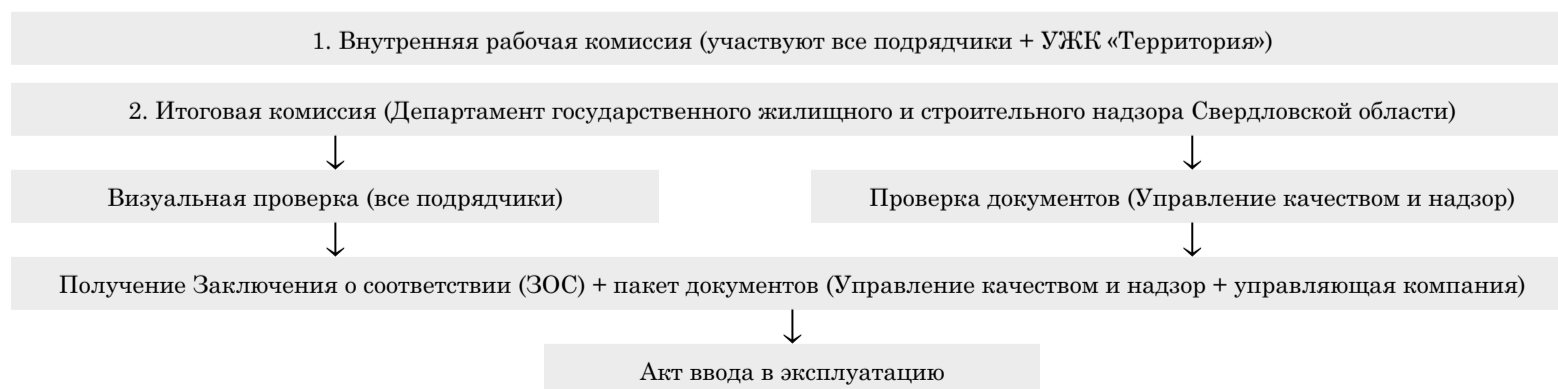 1. Внутренняя рабочая комиссия (участвуют все подрядчики + УЖК «Территория»)
2. Итоговая комиссия (Департамент государственного жилищного и строительного надзора Свердловской области)
Визуальная проверка (все подрядчики)
Проверка документов (Управление качеством и надзор)
Получение Заключения о соответствии (ЗОС) + пакет документов (Управление качеством и надзор + управляющая компания)
Акт ввода в эксплуатацию